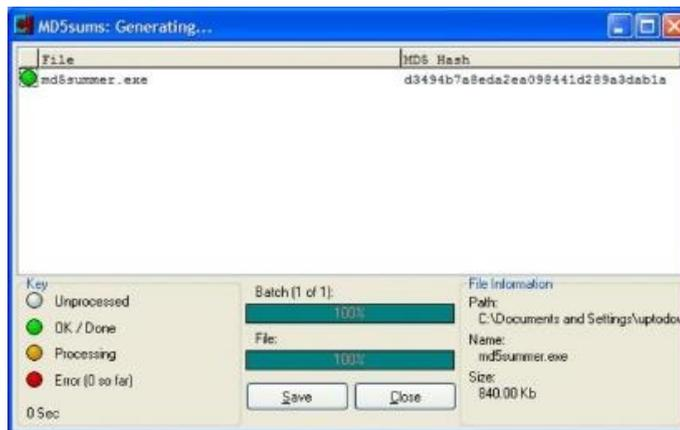 MD5sums: Generating...
File MD5 Hash
md5summer.exe d3494b7a8eda2ea098441d289a3dab1a
Key
Unprocessed
OK / Done
Processing
Error (0 so far)
0 Sec
Batch (1 of 1):
100%
File:
100%
Save Close
File Information
Path:
C:\Documents and Settings\uptodov
Name:
md5summer.exe
Size:
840.00 Kb